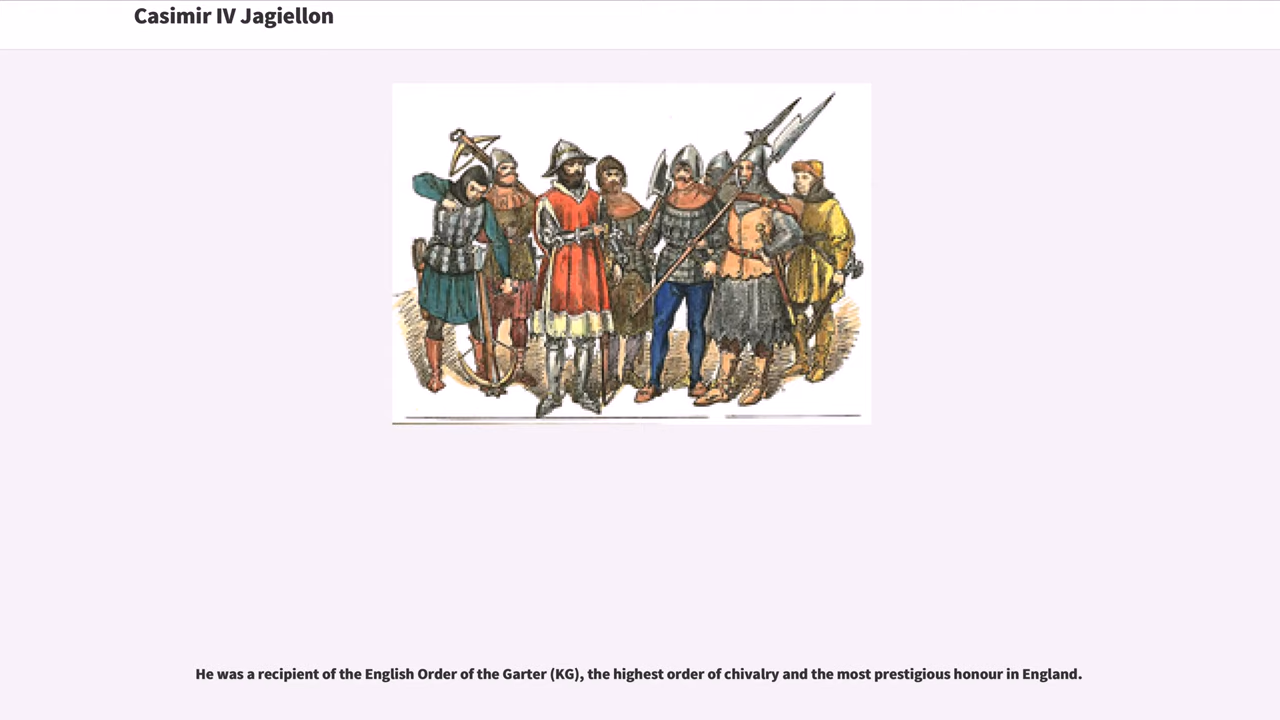 Casimir IV Jagiellon
He was a recipient of the English Order of the Garter (KG), the highest order of chivalry and the most prestigious honour in England.